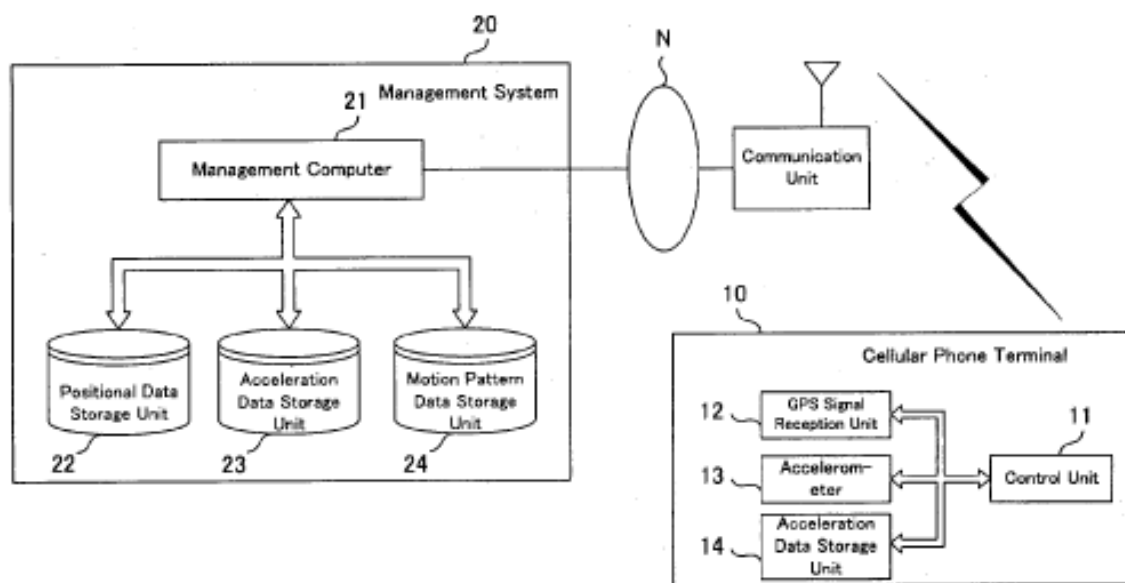 20
N
Management System
21
Management Computer
Communication
Unit
10
Cellular Phone Terminal
Positional Data
Storage Unit
Acceleration
Data Storage
Unit
Motion Pattern
Data Storage
Unit
22
23
24
12
GPS Signal
Reception Unit
11
13
Accelerom-
eter
Control Unit
14
Acceleration
Data Storage
Unit